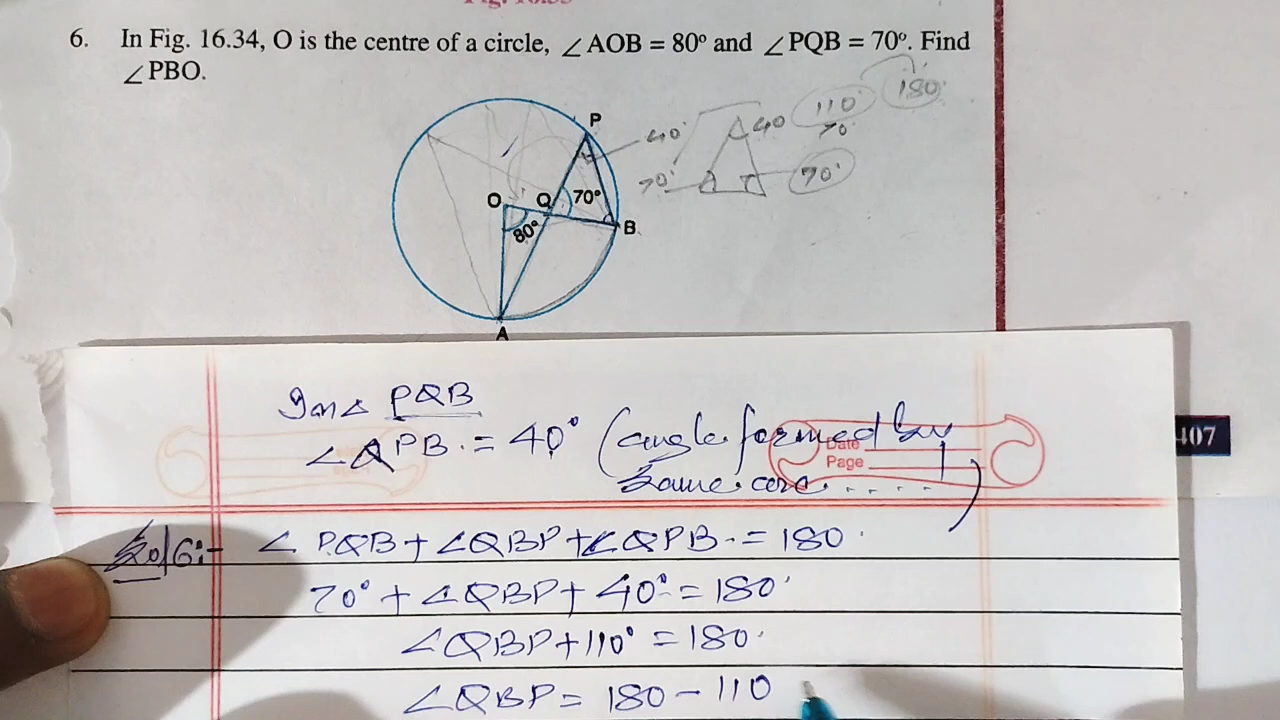 6. In Fig. 16.34, O is the centre of a circle, ∠AOB = 80° and ∠PQB = 70°. Find
∠PBO.
180
110
70
P
40
40
70
70
O
Q
70°
80°
B
A
In △ PQB
∠QPB = 40° (angle formed by
Same arc .....)
Date
Page
407
Sol 6:- ∠PQB + ∠QBP + ∠QPB = 180
70° + ∠QBP + 40° = 180
∠QBP + 110° = 180
∠QBP = 180 - 110